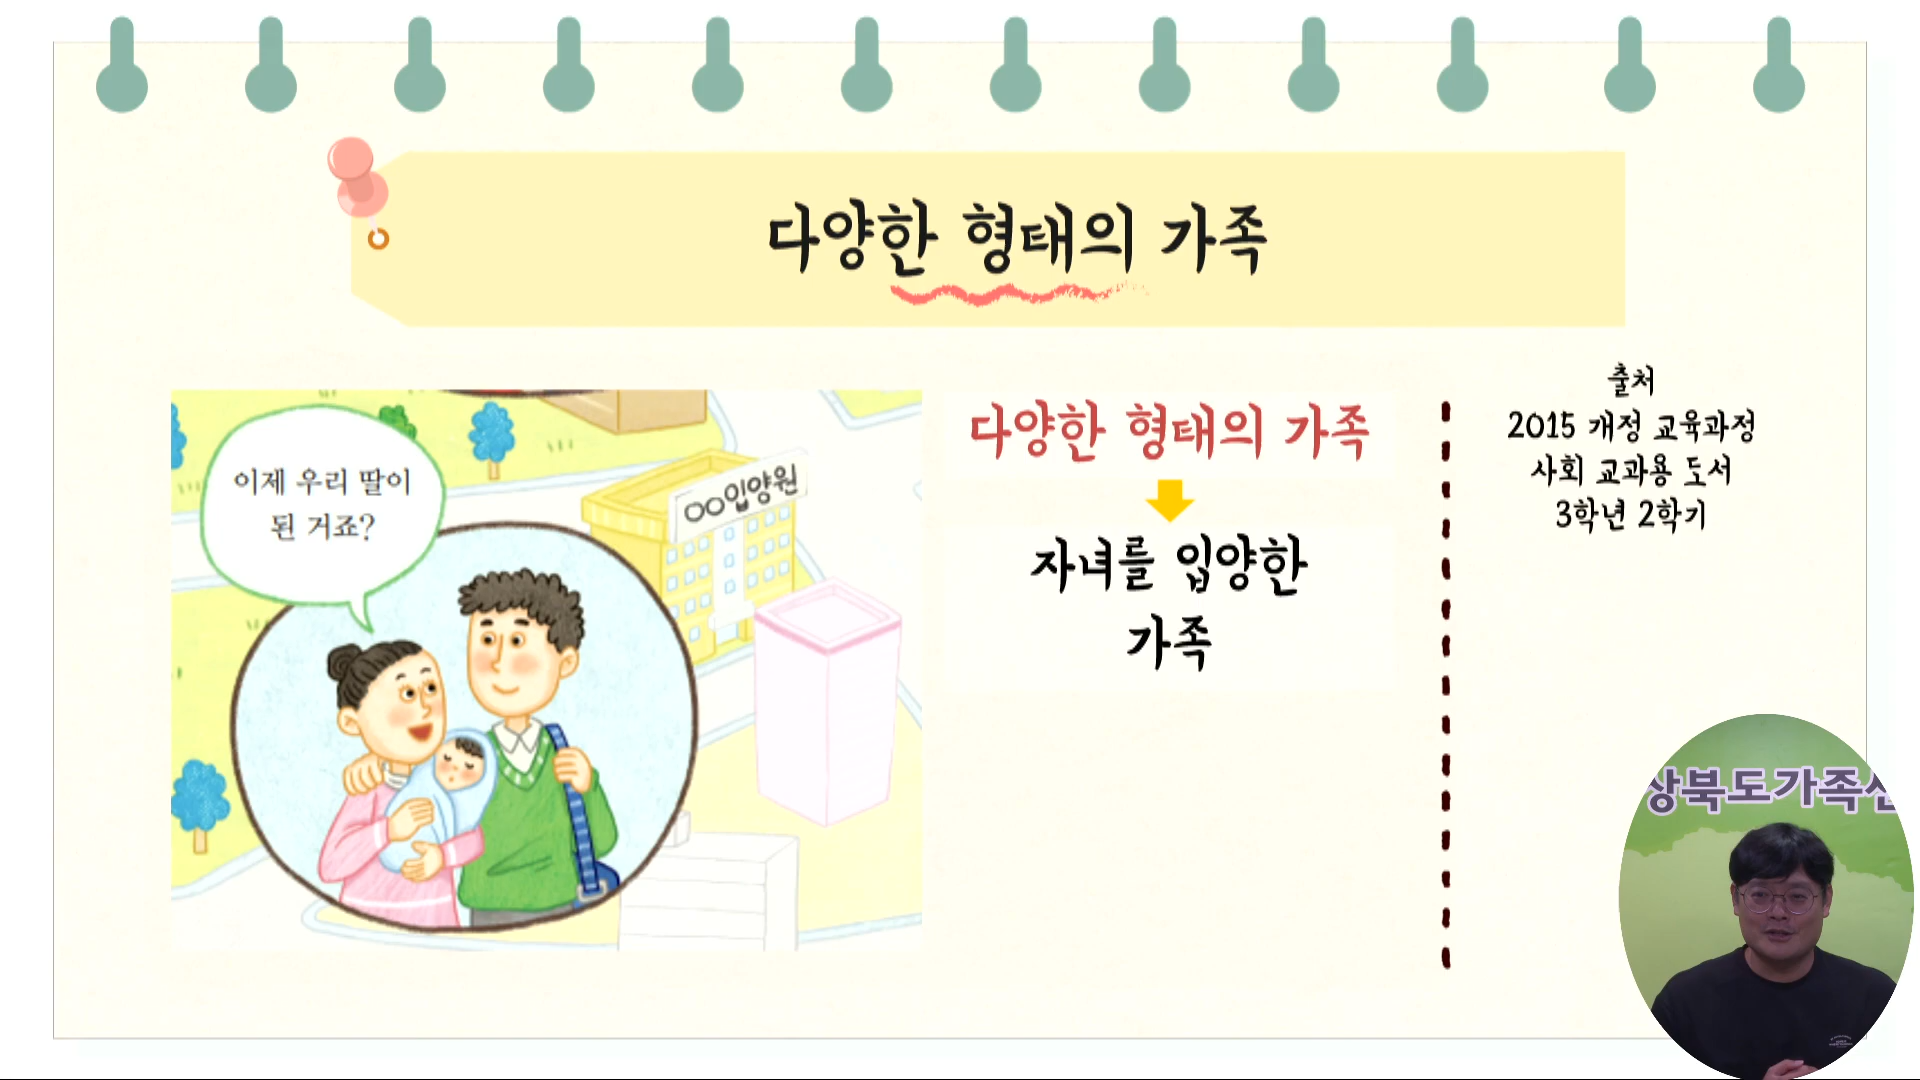 다양한 형태의 가족
이제 우리 딸이
된 거죠?
○○입양원
다양한 형태의 가족
자녀를 입양한
가족
출처
2015 개정 교육과정
사회 교과용 도서
3학년 2학기
상북도가족센